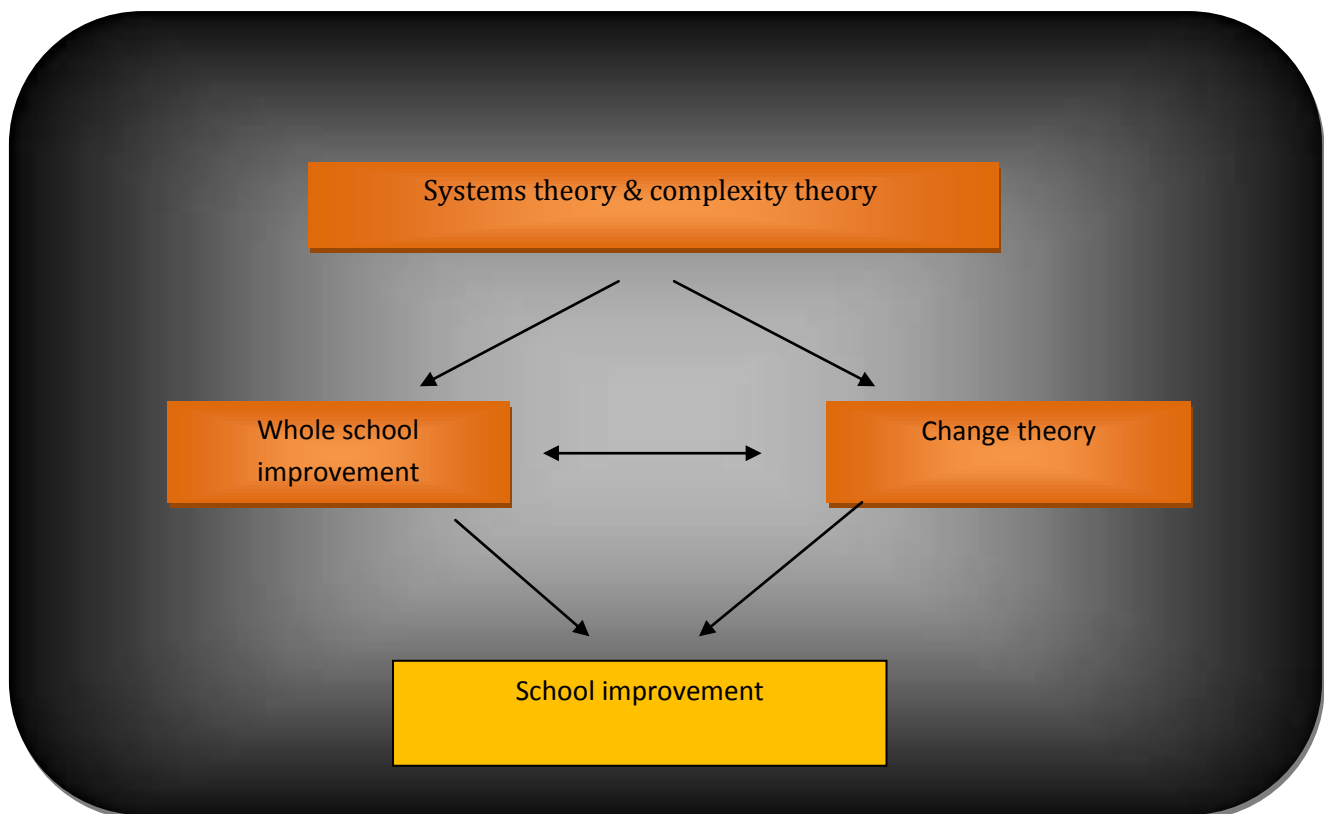 Systems theory & complexity theory
Whole school
improvement
Change theory
School improvement